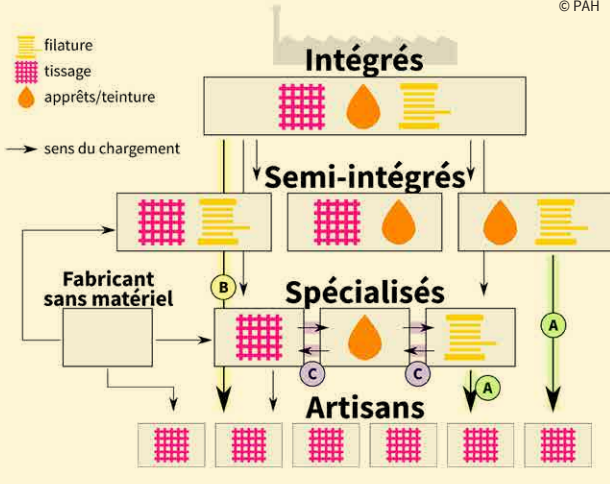 © PAH
filature
tissage
apprêts/teinture
sens du chargement
Intégrés
Semi-intégrés
Fabricant
sans matériel
B
Spécialisés
A
C
C
A
Artisans